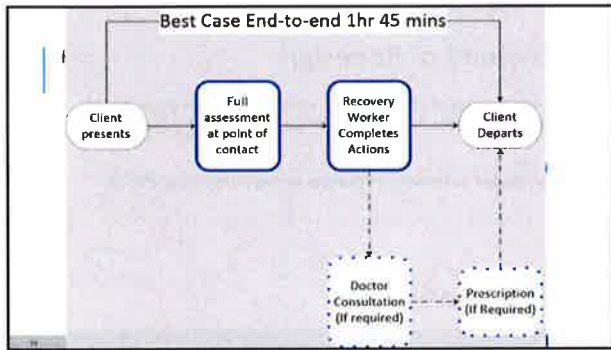 Best Case End-to-end 1hr 45 mins
Client
presents
Full
assessment
at point of
contact
Recovery
Worker
Completes
Actions
Client
Departs
Doctor
Consultation
(If required)
Prescription
(If Required)